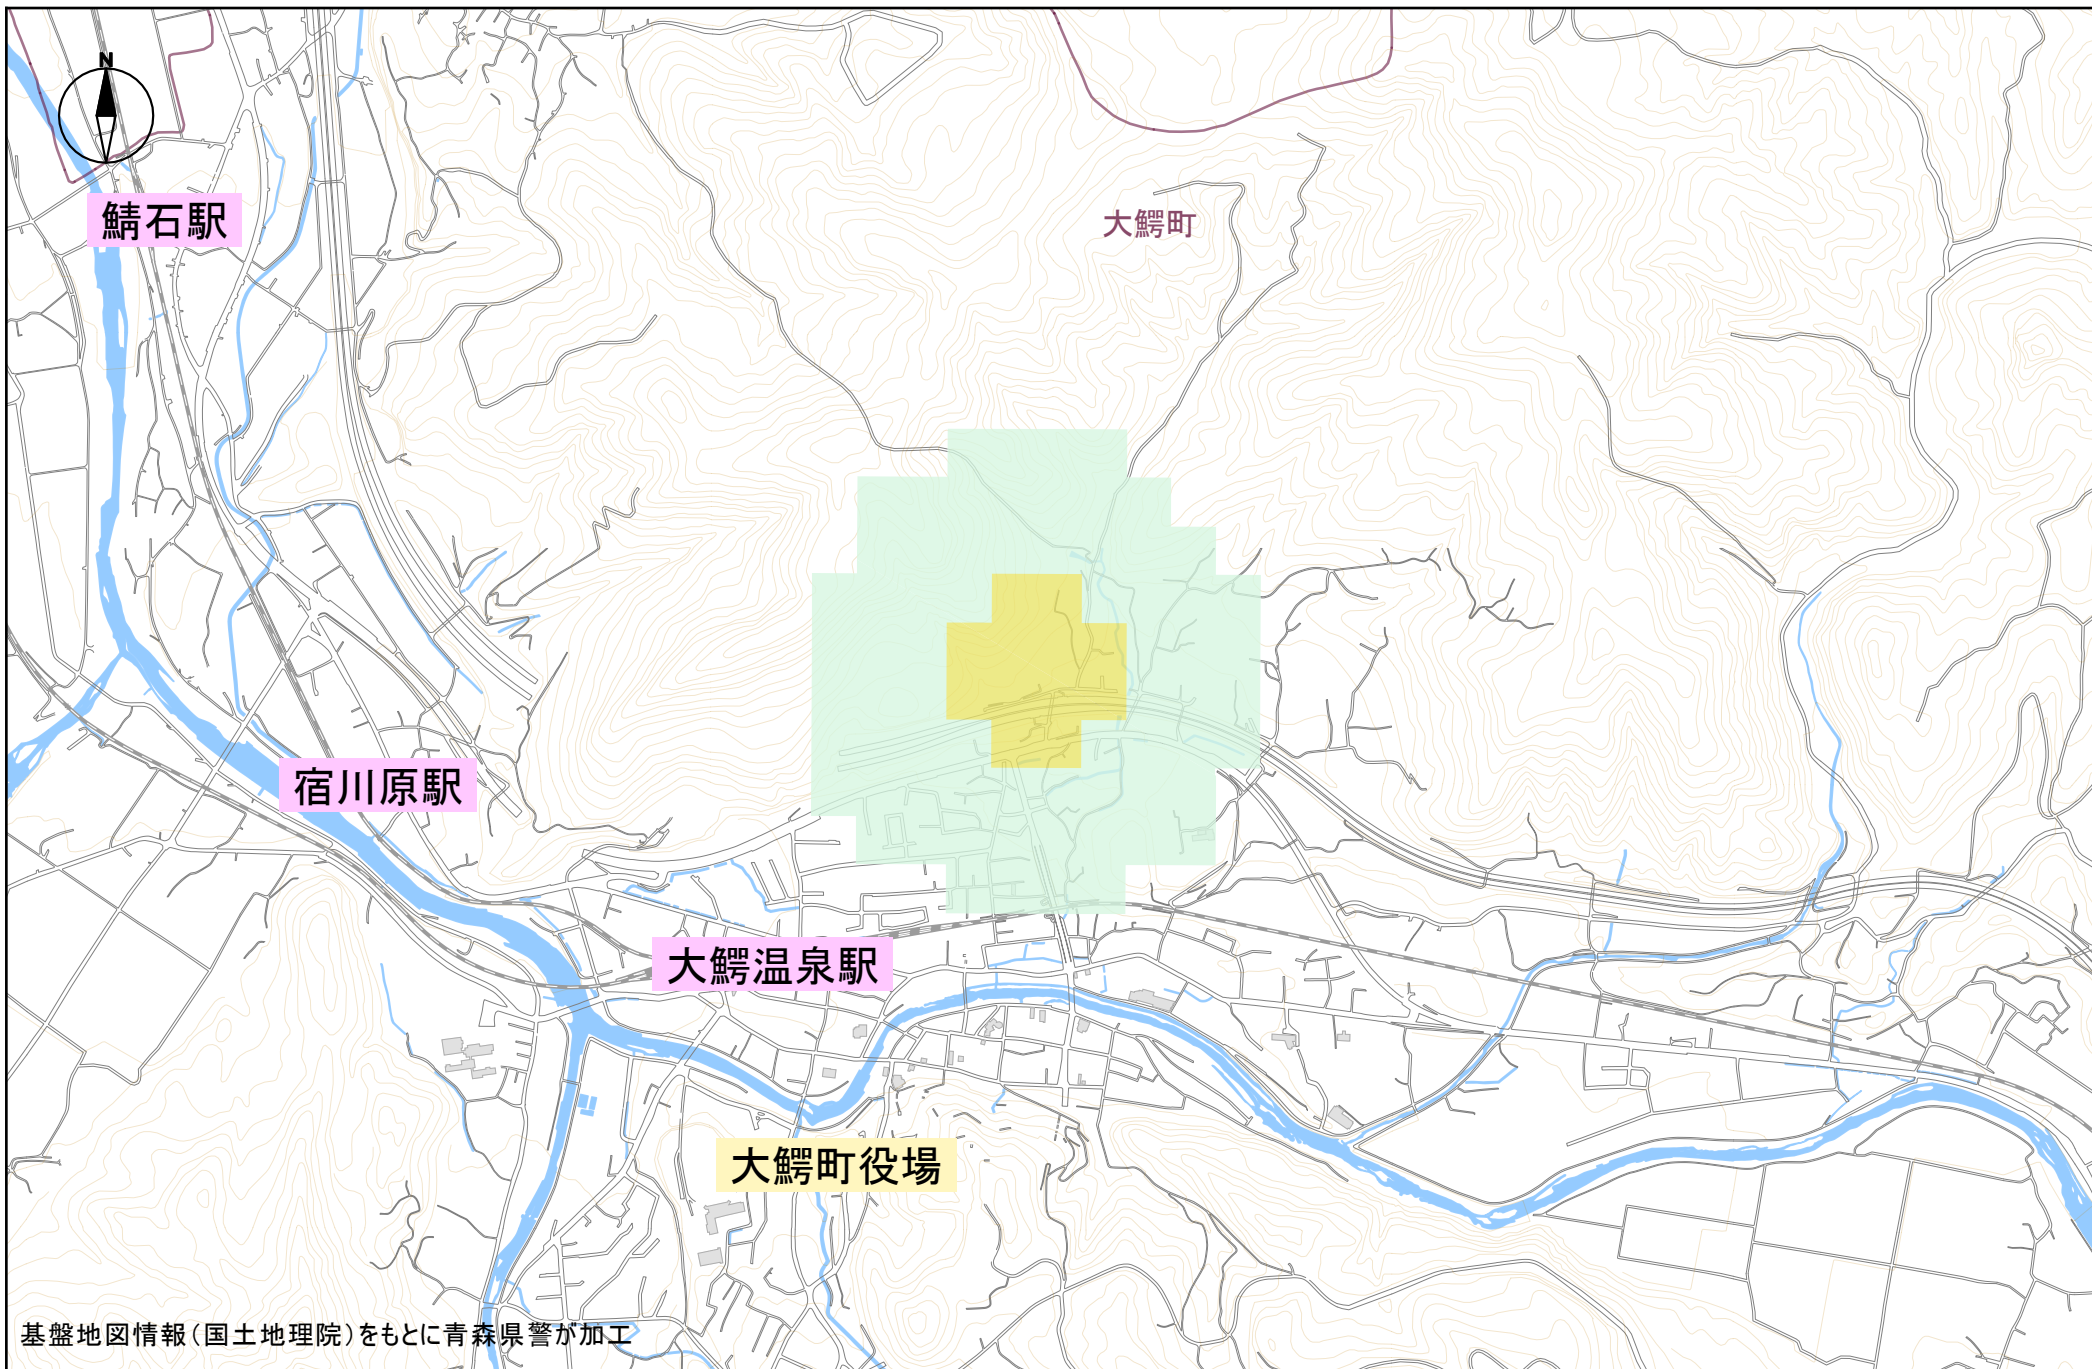 N
鯖石駅
大鰐町
宿川原駅
大鰐温泉駅
大鰐町役場
基盤地図情報(国土地理院)をもとに青森県警が加工